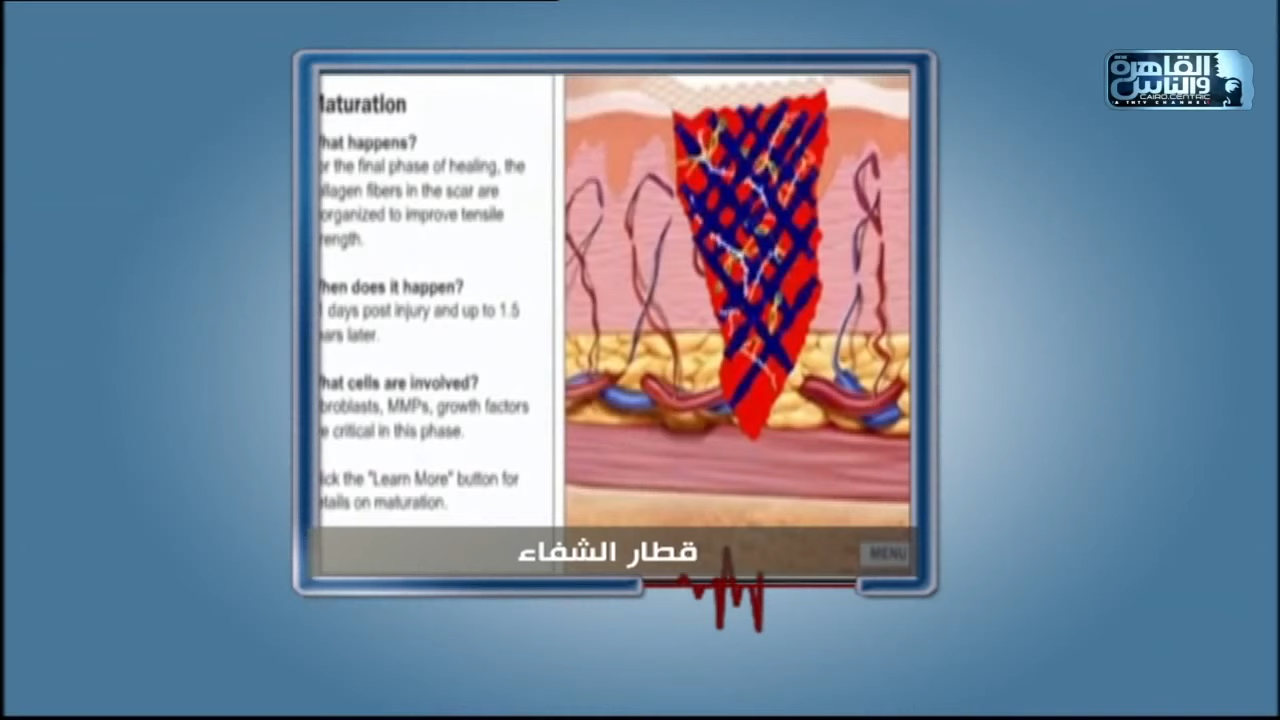 القاهرة
والناس
CAIRO.CENTRIC
A TNTV CHANNEL
aturation
hat happens?
r the final phase of healing, the
llagen fibers in the scar are
organized to improve tensile
rength.
hen does it happen?
days post injury and up to 1.5
ars later.
hat cells are involved?
broblasts, MMPs, growth factors
e critical in this phase.
ick the "Learn More" button for
tails on maturation.
قطار الشفاء
MENU